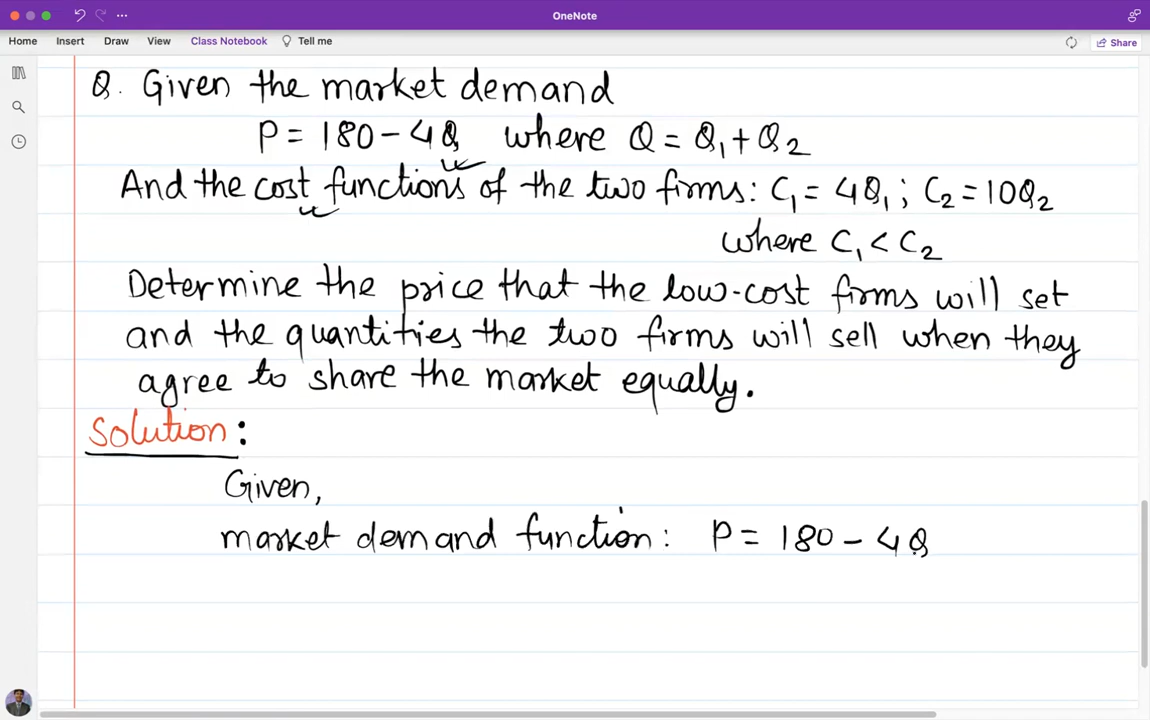 OneNote
Home Insert Draw View Class Notebook Tell me Share
Q. Given the market demand
P = 180 - 4Q where Q = Q₁ + Q₂
And the cost functions of the two firms: C₁ = 4Q₁ ; C₂ = 10Q₂
where C₁ < C₂
Determine the price that the low-cost firms will set
and the quantities the two firms will sell when they
agree to share the market equally.
Solution:
Given,
market demand function: P = 180 - 4Q